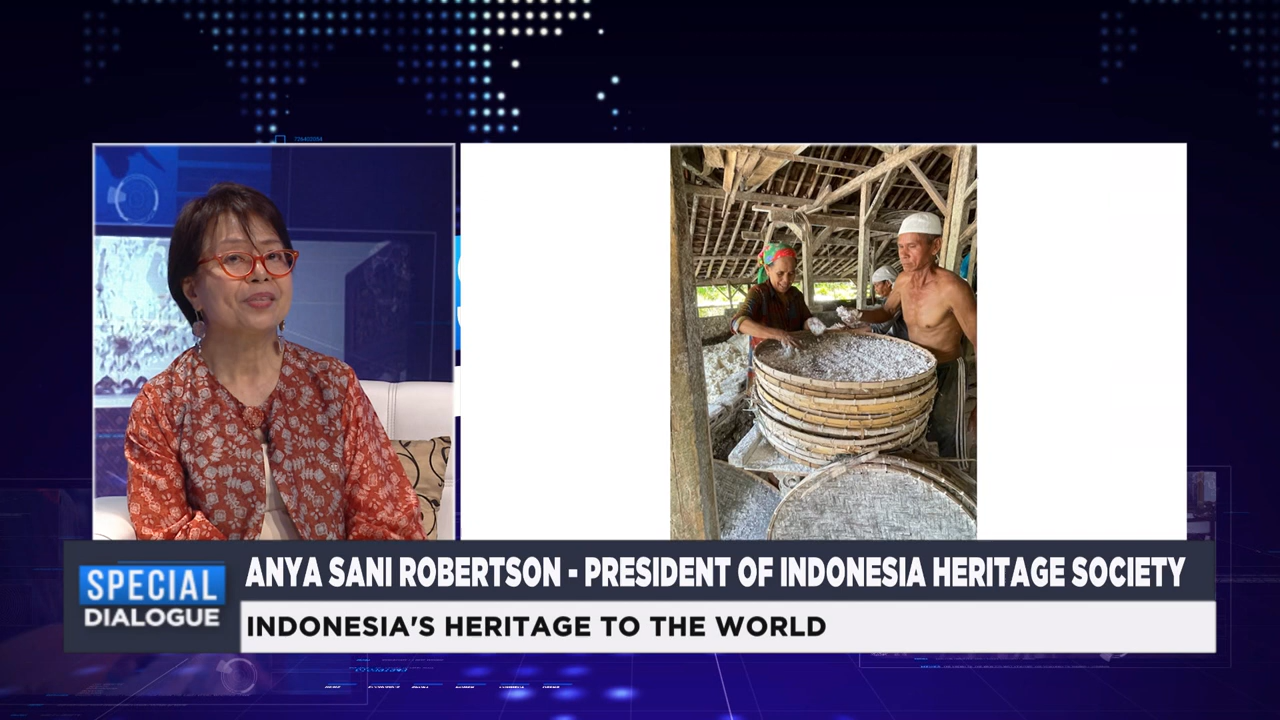 ANYA SANI ROBERTSON - PRESIDENT OF INDONESIA HERITAGE SOCIETY
SPECIAL
DIALOGUE
INDONESIA'S HERITAGE TO THE WORLD